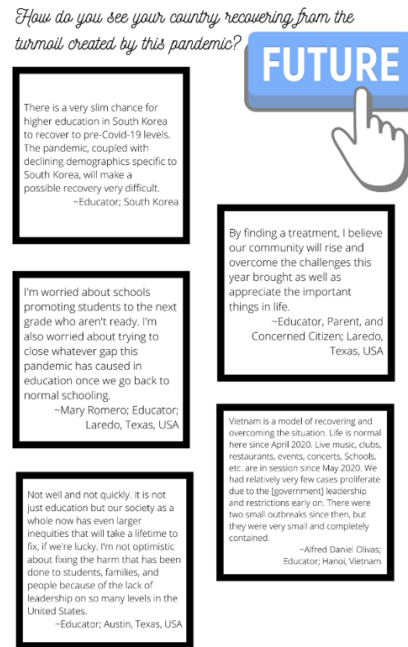 How do you see your country recovering from the
turmoil created by this pandemic?
FUTURE
There is a very slim chance for
higher education in South Korea
to recover to pre-Covid-19 levels.
The pandemic, coupled with
declining demographics specific to
South Korea, will make a
possible recovery very difficult.
~Educator; South Korea
By finding a treatment, I believe
our community will rise and
overcome the challenges this
year brought as well as
appreciate the important
things in life.
~Educator, Parent, and
Concerned Citizen; Laredo,
Texas, USA
I'm worried about schools
promoting students to the next
grade who aren't ready. I'm
also worried about trying to
close whatever gap this
pandemic has caused in
education once we go back to
normal schooling.
~Mary Romero; Educator;
Laredo, Texas, USA
Vietnam is a model of recovering and
overcoming the situation. Life is normal
here since April 2020. Live music, clubs,
restaurants, events, concerts, Schools,
etc. are in session since May 2020. We
had relatively very few cases proliferate
due to the [government] leadership
and restrictions early on. There were
two small outbreaks since then, but
they were very small and completely
contained.
~Alfred Daniel Olivas;
Educator; Hanoi, Vietnam
Not well and not quickly. It is not
just education but our society as a
whole now has even larger
inequities that will take a lifetime to
fix, if we're lucky. I'm not optimistic
about fixing the harm that has been
done to students, families, and
people because of the lack of
leadership on so many levels in the
United States.
~Educator; Austin, Texas, USA